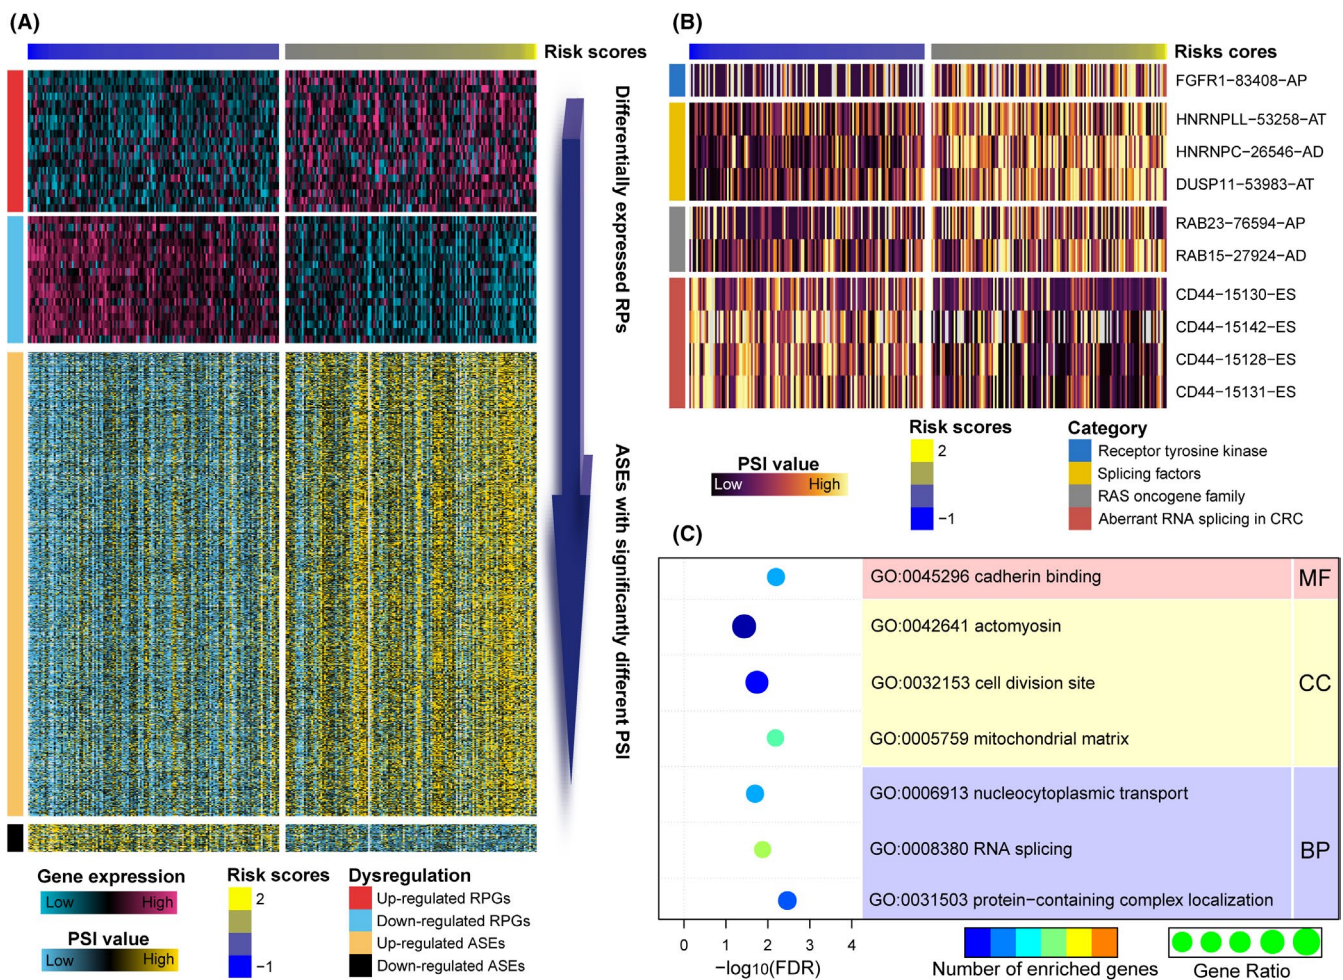 (A)
Risk scores
Differentially expressed RPs
ASEs with significantly different PSI
Gene expression
Low High
PSI value
Low High
Risk scores
2
−1
Dysregulation
Up-regulated RPGs
Down-regulated RPGs
Up-regulated ASEs
Down-regulated ASEs
(B)
Risks cores
FGFR1−83408−AP
HNRNPLL−53258−AT
HNRNPC−26546−AD
DUSP11−53983−AT
RAB23−76594−AP
RAB15−27924−AD
CD44−15130−ES
CD44−15142−ES
CD44−15128−ES
CD44−15131−ES
PSI value
Low High
Risk scores
2
−1
Category
Receptor tyrosine kinase
Splicing factors
RAS oncogene family
Aberrant RNA splicing in CRC
(C)
GO:0045296 cadherin binding
MF
GO:0042641 actomyosin
GO:0032153 cell division site
CC
GO:0005759 mitochondrial matrix
GO:0006913 nucleocytoplasmic transport
GO:0008380 RNA splicing
BP
GO:0031503 protein−containing complex localization
0 1 2 3 4
−log10(FDR)
Number of enriched genes
Gene Ratio